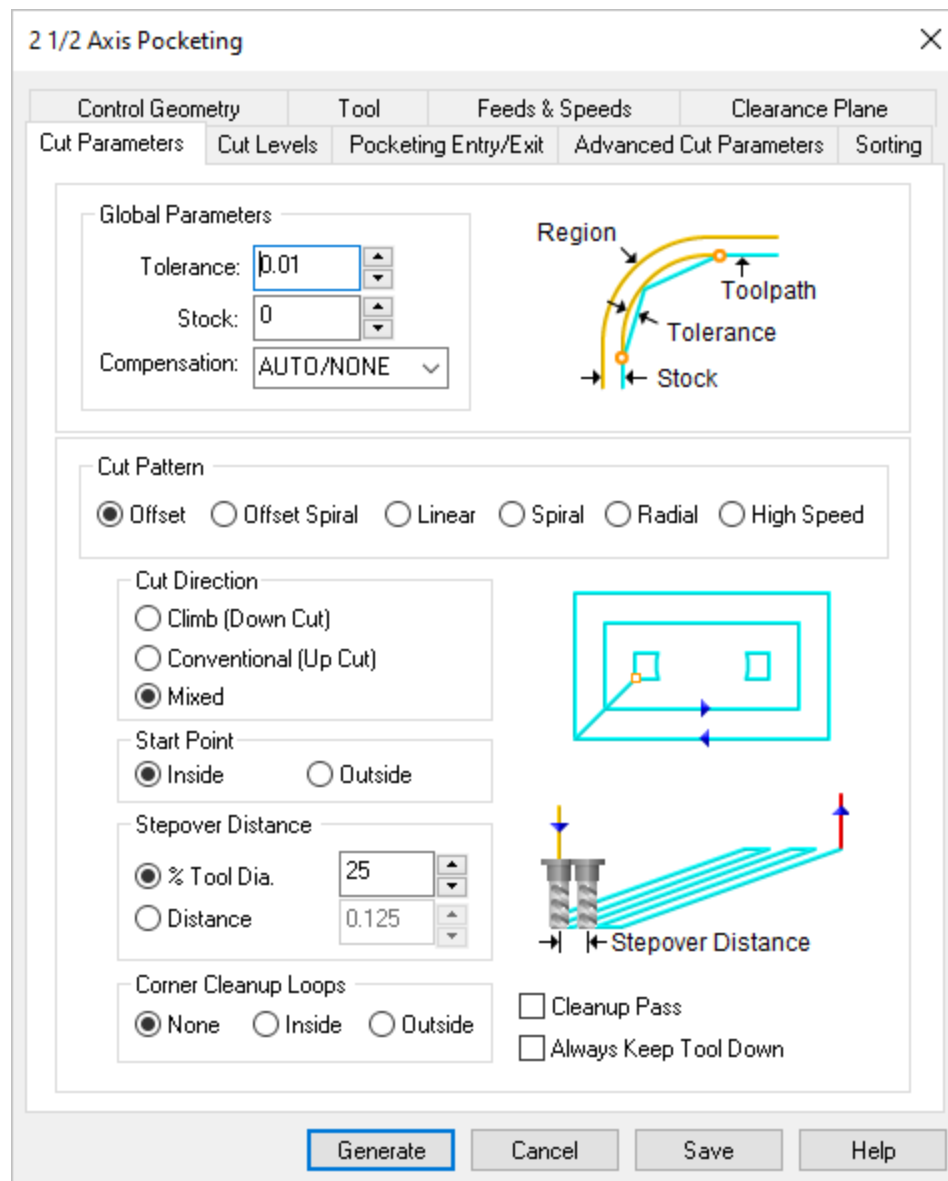 2 1/2 Axis Pocketing
Control Geometry Tool Feeds & Speeds Clearance Plane
Cut Parameters Cut Levels Pocketing Entry/Exit Advanced Cut Parameters Sorting
Global Parameters
Tolerance: 0.01
Stock: 0
Compensation: AUTO/NONE
Region
Toolpath
Tolerance
Stock
Cut Pattern
Offset Offset Spiral Linear Spiral Radial High Speed
Cut Direction
Climb (Down Cut)
Conventional (Up Cut)
Mixed
Start Point
Inside Outside
Stepover Distance
% Tool Dia. 25
Distance 0.125
Stepover Distance
Corner Cleanup Loops
None Inside Outside
Cleanup Pass
Always Keep Tool Down
Generate Cancel Save Help